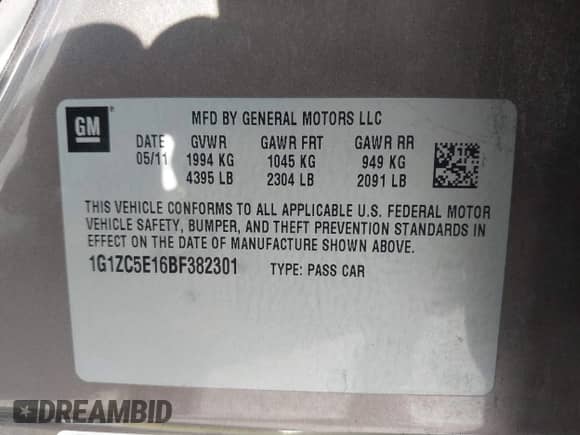 GM
MFD BY GENERAL MOTORS LLC
DATE GVWR GAWR FRT GAWR RR
05/11 1994 KG 1045 KG 949 KG
4395 LB 2304 LB 2091 LB
THIS VEHICLE CONFORMS TO ALL APPLICABLE U.S. FEDERAL MOTOR
VEHICLE SAFETY, BUMPER, AND THEFT PREVENTION STANDARDS IN
EFFECT ON THE DATE OF MANUFACTURE SHOWN ABOVE.
1G1ZC5E16BF382301 TYPE: PASS CAR
DREAMBID